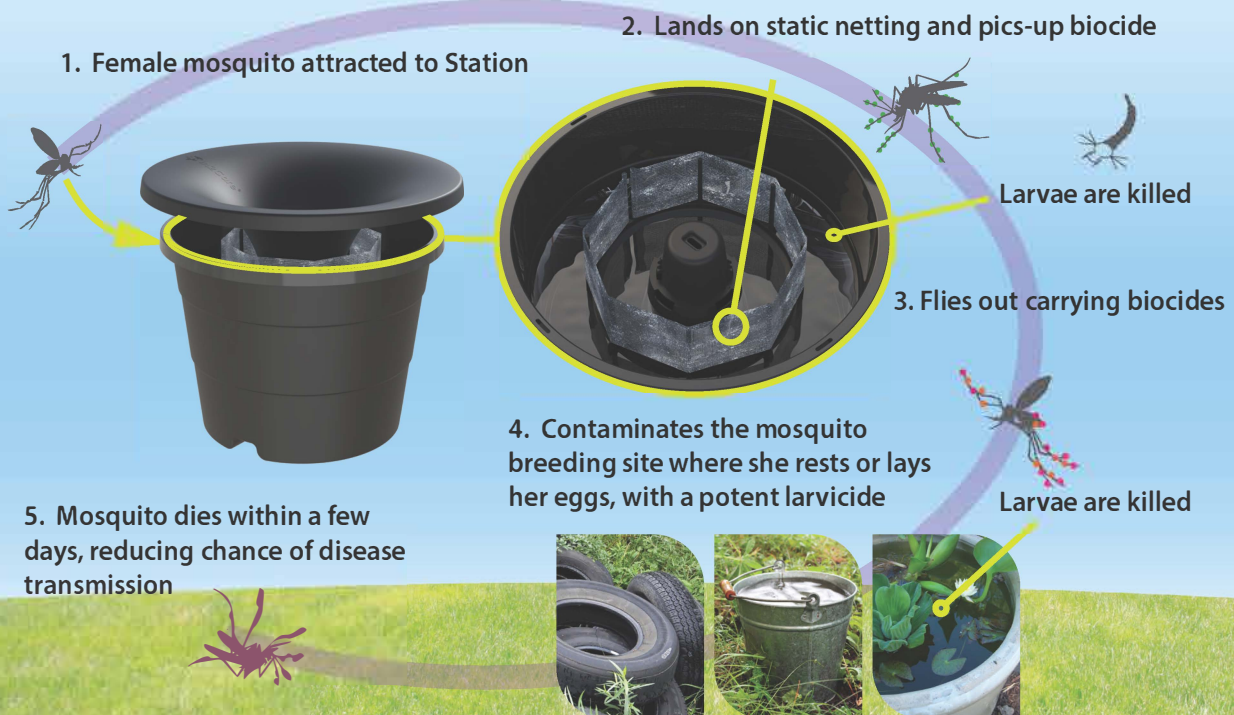 1. Female mosquito attracted to Station
2. Lands on static netting and pics-up biocide
Larvae are killed
3. Flies out carrying biocides
4. Contaminates the mosquito
breeding site where she rests or lays
her eggs, with a potent larvicide
Larvae are killed
5. Mosquito dies within a few
days, reducing chance of disease
transmission